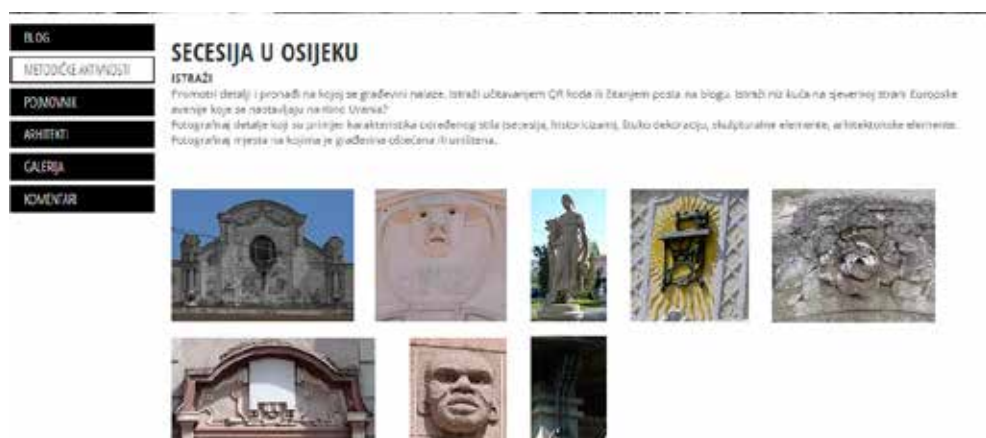 BLOG
METODIČKE AKTIVNOSTI
POJMOVNIK
ARHITEKTI
GALERIJA
KOMENTARI
SECESIJA U OSIJEKU
ISTRAŽI
Promotri detalji i pronađi na kojoj se građevini nalaze. Istraži učitavanjem QR koda ili čitanjem posta na blogu. Istraži niz kuća na sjevernoj strani Europske
avenije koje se nastavljaju na Kino Urania?
Fotografiraj detalje koji su primjer karakteristika određenog stila (secesija, historicizam), štuko dekoraciju, skulpturalne elemente, arhitektonske elemente.
Fotografiraj mjesta na kojima je građevina oštećena ili uništena.